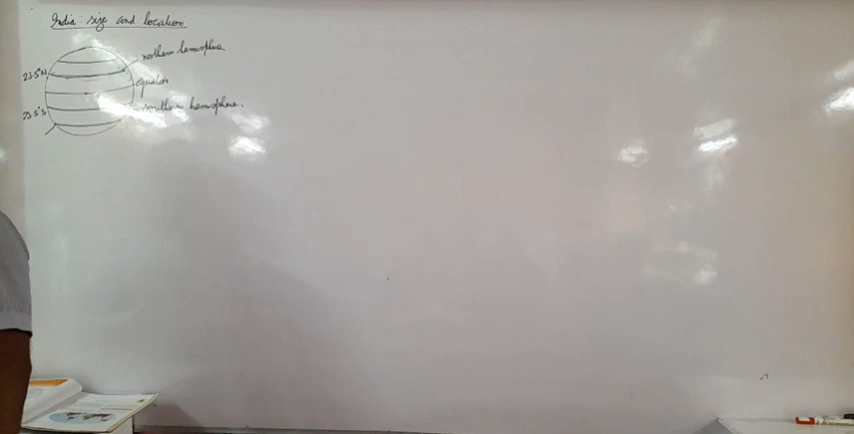 India: size and location
northern hemisphere
23.5°N
equator
southern hemisphere.
23.5°S